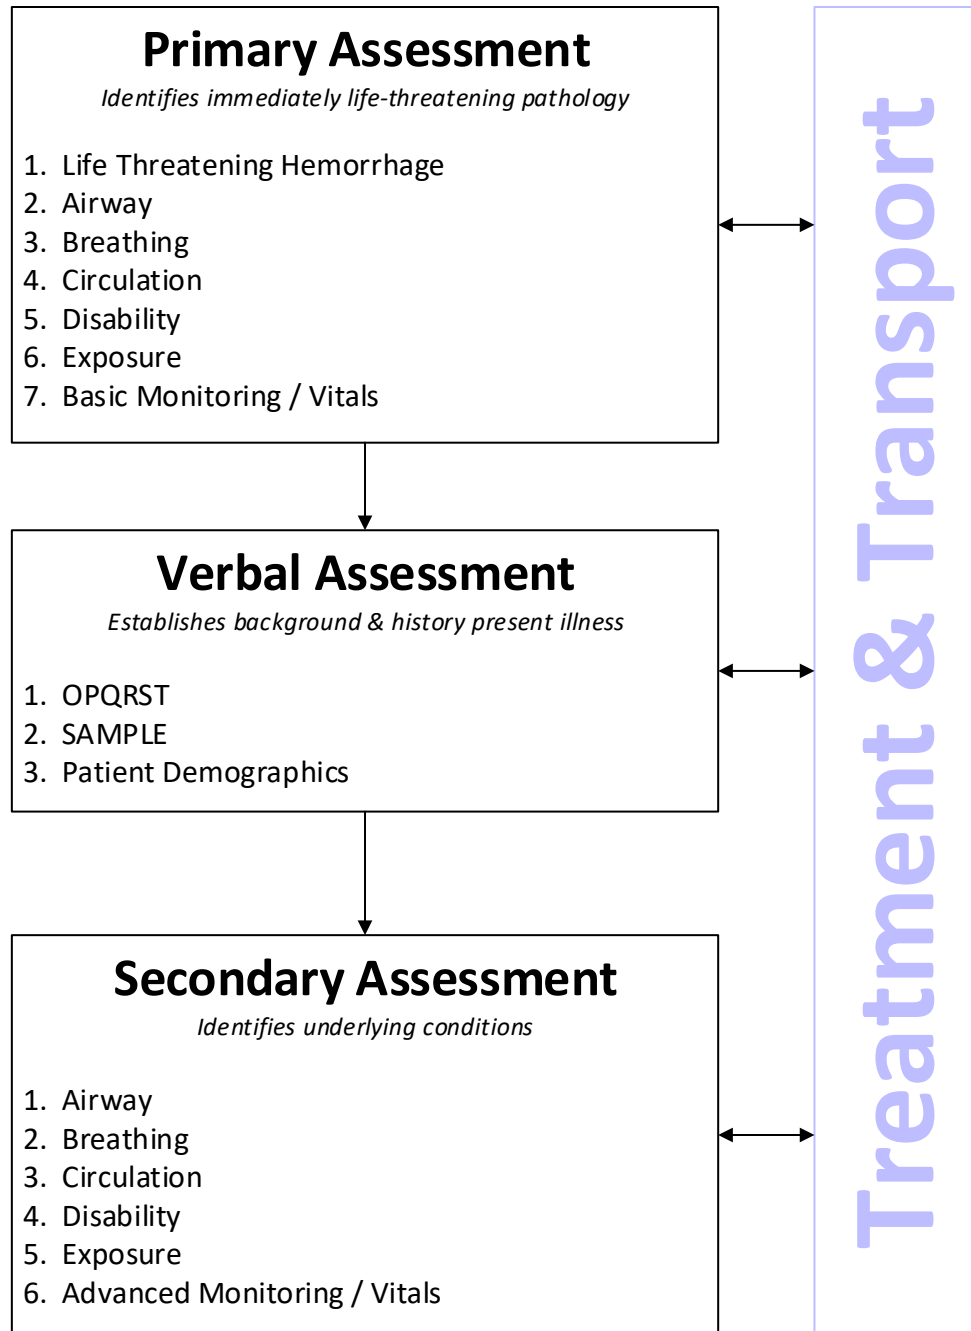 Primary Assessment
Identifies immediately life-threatening pathology
1. Life Threatening Hemorrhage
2. Airway
3. Breathing
4. Circulation
5. Disability
6. Exposure
7. Basic Monitoring / Vitals
Verbal Assessment
Establishes background & history present illness
1. OPQRST
2. SAMPLE
3. Patient Demographics
Secondary Assessment
Identifies underlying conditions
1. Airway
2. Breathing
3. Circulation
4. Disability
5. Exposure
6. Advanced Monitoring / Vitals
Treatment & Transport